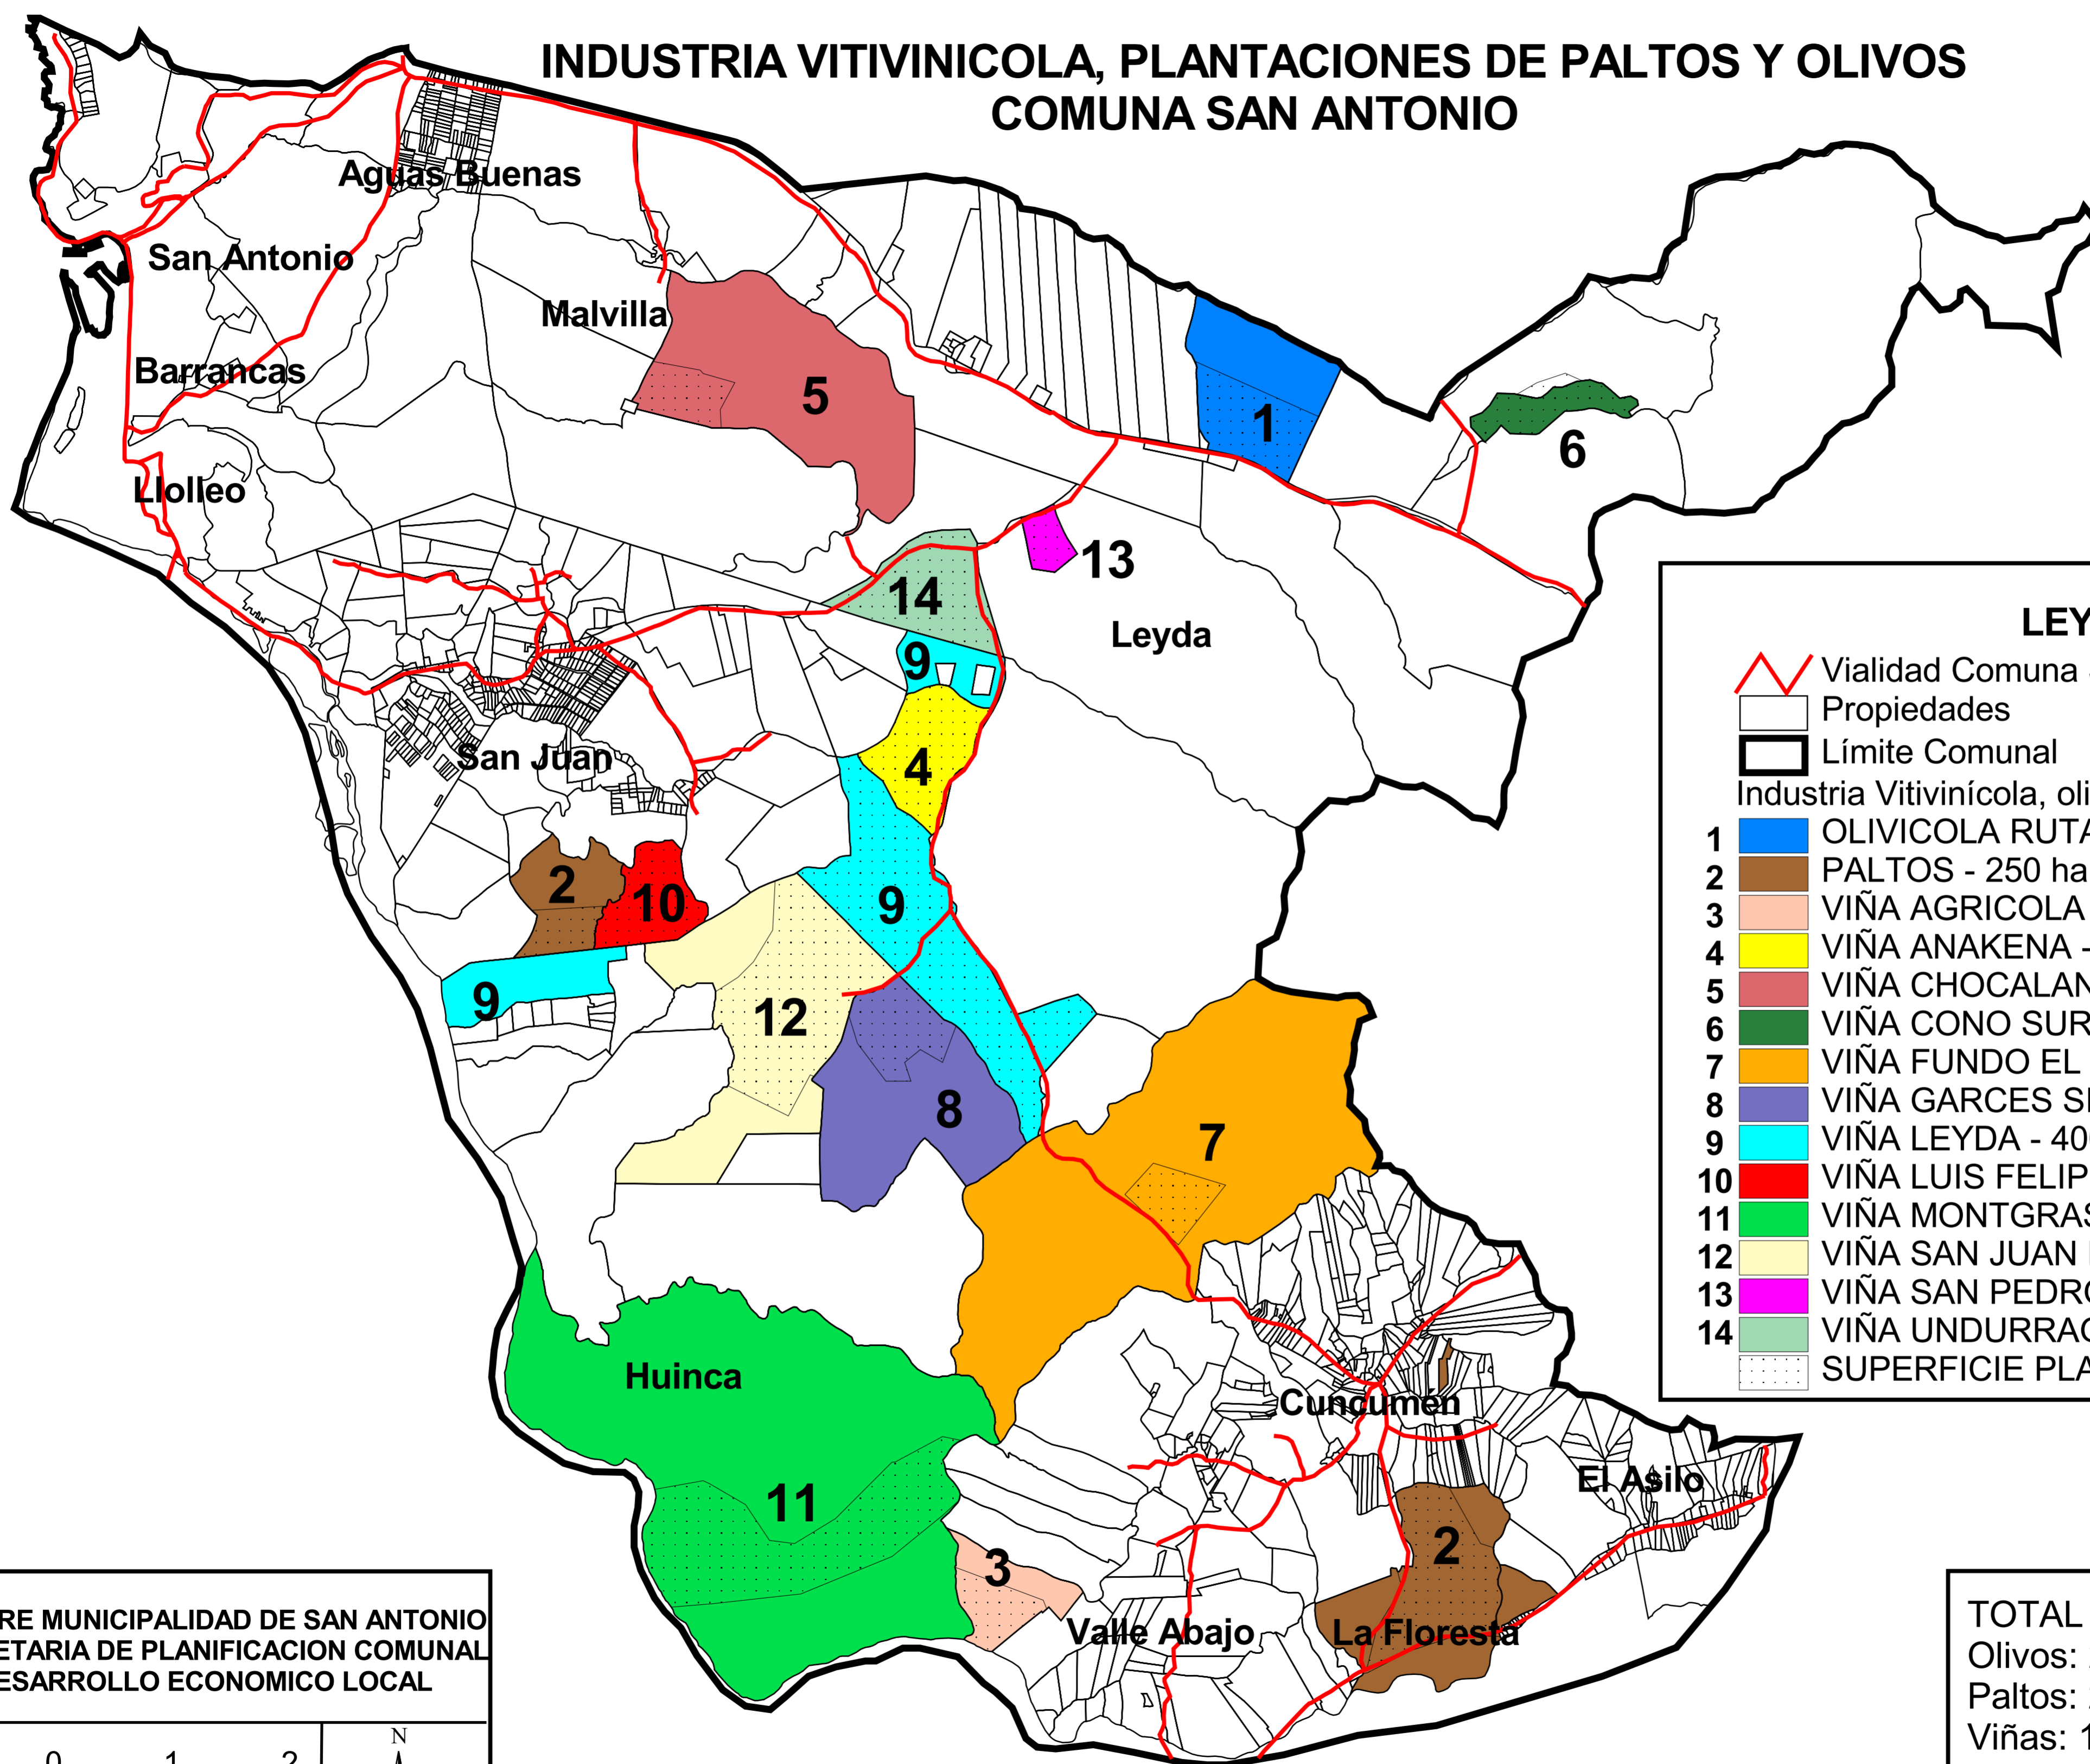 INDUSTRIA VITIVINICOLA, PLANTACIONES DE PALTOS Y OLIVOS
COMUNA SAN ANTONIO
Aguas Buenas
San Antonio
Malvilla
Barrancas
Llolleo
5
1
6
13
14
Leyda
9
4
San Juan
2
10
9
9
12
8
7
Huinca
11
Cuncumén
El Asilo
3
2
Valle Abajo
La Floresta
LEY
Vialidad Comuna
Propiedades
Límite Comunal
Industria Vitivinícola, oli
1 OLIVICOLA RUTA
2 PALTOS - 250 ha
3 VIÑA AGRICOLA
4 VIÑA ANAKENA -
5 VIÑA CHOCALAN
6 VIÑA CONO SUR
7 VIÑA FUNDO EL
8 VIÑA GARCES SI
9 VIÑA LEYDA - 400
10 VIÑA LUIS FELIP
11 VIÑA MONTGRAS
12 VIÑA SAN JUAN
13 VIÑA SAN PEDRO
14 VIÑA UNDURRAG
SUPERFICIE PLA
RE MUNICIPALIDAD DE SAN ANTONIO
ETARIA DE PLANIFICACION COMUNAL
ESARROLLO ECONOMICO LOCAL
0 1 2
N
TOTAL
Olivos:
Paltos:
Viñas: 1